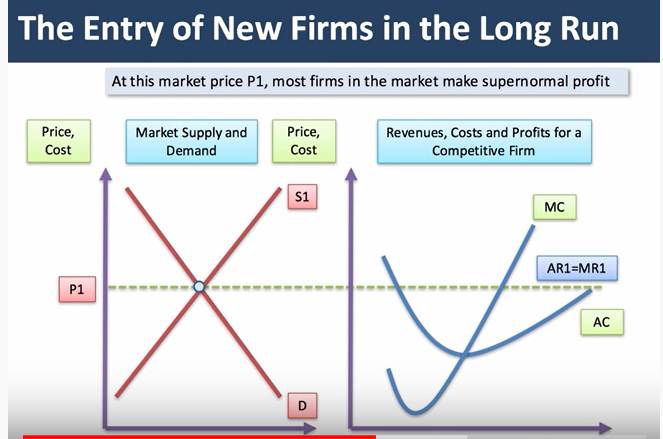 The Entry of New Firms in the Long Run
At this market price P1, most firms in the market make supernormal profit
Price,
Cost
Market Supply and
Demand
Price,
Cost
Revenues, Costs and Profits for a
Competitive Firm
S1
MC
AR1=MR1
P1
AC
D